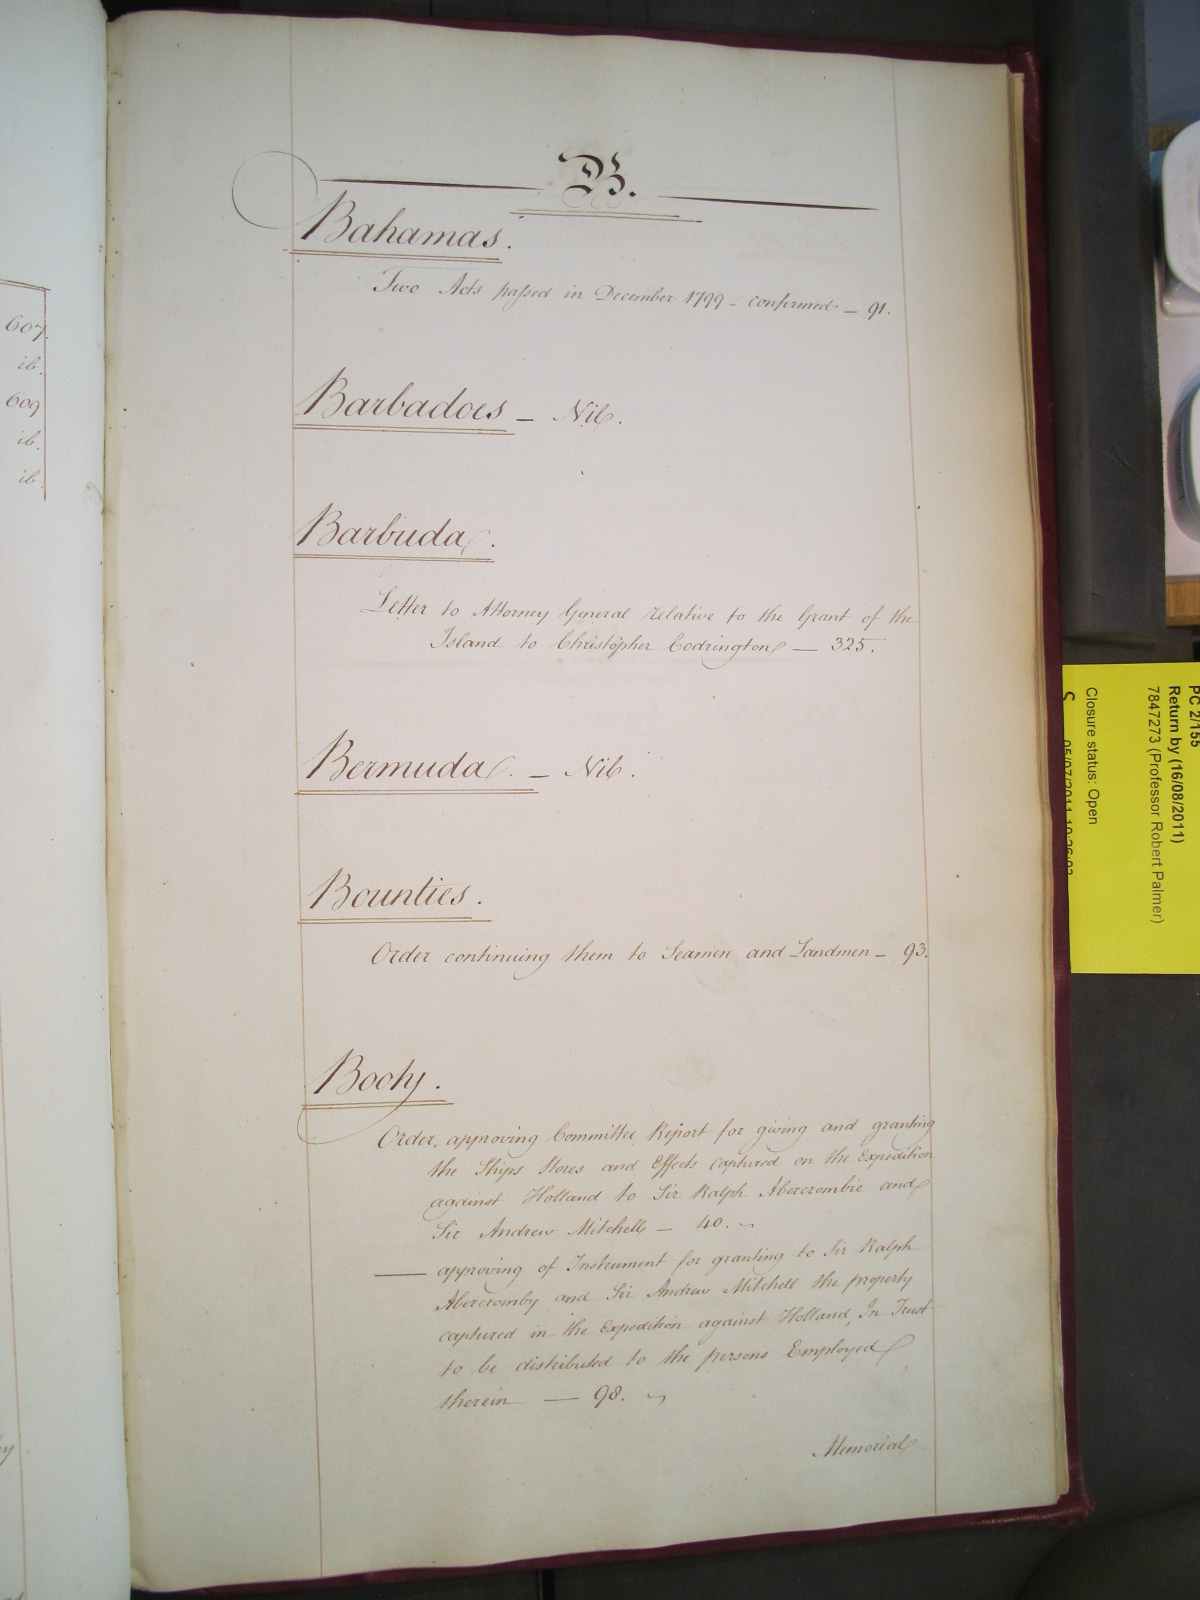 607.
ib.
609
ib.
ib.
B.
Bahamas.
Two Acts paſsed in December 1799 – confirmed – 91.
Barbadoes – Nil.
Barbuda.
Letter to Attorney General relative to the Grant of the
Island to Christopher Codrington — 325.
Bermuda. – Nil.
Bounties.
Order continuing them to Seamen and Landmen – 93.
Booty.
Order, approving Committee Report for giving and granting
the Ships Stores and Effects captured on the Expedition
against Holland to Sir Ralph Abercrombie and
Sir Andrew Mitchell – 40.
— approving of Instrument for granting to Sir Ralph
Abercromby and Sir Andrew Mitchell the property
captured in the Expedition against Holland, In Trust
to be distributed to the persons Employed
therein — 98.
Memorial
PC 2/155
Return by (16/08/2011)
7847273 (Professor Robert Palmer)
Closure status: Open
05/07/2011 10:26:03